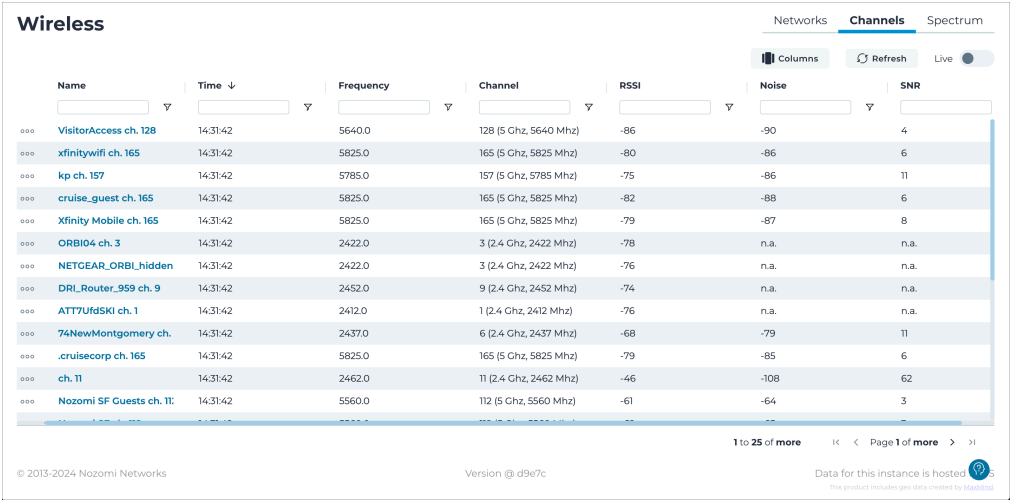 Wireless
Networks Channels Spectrum
Columns Refresh Live
Name Time Frequency Channel RSSI Noise SNR
VisitorAccess ch. 128 14:31:42 5640.0 128 (5 Ghz, 5640 Mhz) -86 -90 4
xfinitywifi ch. 165 14:31:42 5825.0 165 (5 Ghz, 5825 Mhz) -80 -86 6
kp ch. 157 14:31:42 5785.0 157 (5 Ghz, 5785 Mhz) -75 -86 11
cruise_guest ch. 165 14:31:42 5825.0 165 (5 Ghz, 5825 Mhz) -82 -88 6
Xfinity Mobile ch. 165 14:31:42 5825.0 165 (5 Ghz, 5825 Mhz) -79 -87 8
ORBI04 ch. 3 14:31:42 2422.0 3 (2.4 Ghz, 2422 Mhz) -78 n.a. n.a.
NETGEAR_ORBI_hidden 14:31:42 2422.0 3 (2.4 Ghz, 2422 Mhz) -76 n.a. n.a.
DRI_Router_959 ch. 9 14:31:42 2452.0 9 (2.4 Ghz, 2452 Mhz) -74 n.a. n.a.
ATT7UfdSKI ch. 1 14:31:42 2412.0 1 (2.4 Ghz, 2412 Mhz) -76 n.a. n.a.
74NewMontgomery ch. 14:31:42 2437.0 6 (2.4 Ghz, 2437 Mhz) -68 -79 11
.cruisecorp ch. 165 14:31:42 5825.0 165 (5 Ghz, 5825 Mhz) -79 -85 6
ch. 11 14:31:42 2462.0 11 (2.4 Ghz, 2462 Mhz) -46 -108 62
Nozomi SF Guests ch. 112 14:31:42 5560.0 112 (5 Ghz, 5560 Mhz) -61 -64 3
1 to 25 of more Page 1 of more
© 2013-2024 Nozomi Networks Version @ d9e7c Data for this instance is hosted
This product includes geo data created by MaxMind.